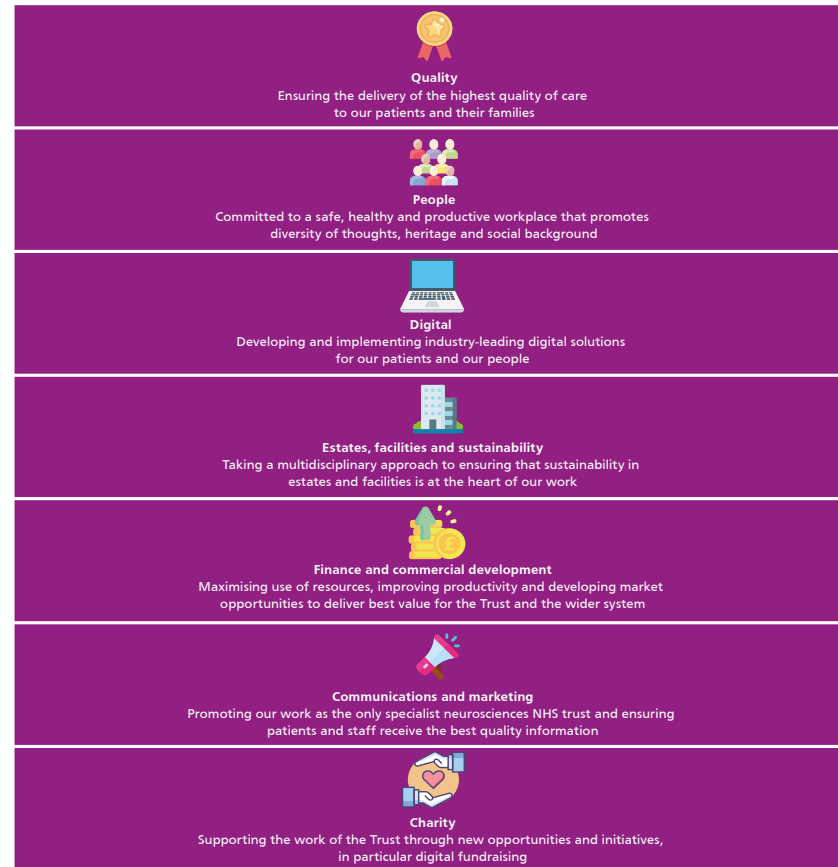 Quality
Ensuring the delivery of the highest quality of care
to our patients and their families
People
Committed to a safe, healthy and productive workplace that promotes
diversity of thoughts, heritage and social background
Digital
Developing and implementing industry-leading digital solutions
for our patients and our people
Estates, facilities and sustainability
Taking a multidisciplinary approach to ensuring that sustainability in
estates and facilities is at the heart of our work
£
Finance and commercial development
Maximising use of resources, improving productivity and developing market
opportunities to deliver best value for the Trust and the wider system
Communications and marketing
Promoting our work as the only specialist neurosciences NHS trust and ensuring
patients and staff receive the best quality information
Charity
Supporting the work of the Trust through new opportunities and initiatives,
in particular digital fundraising